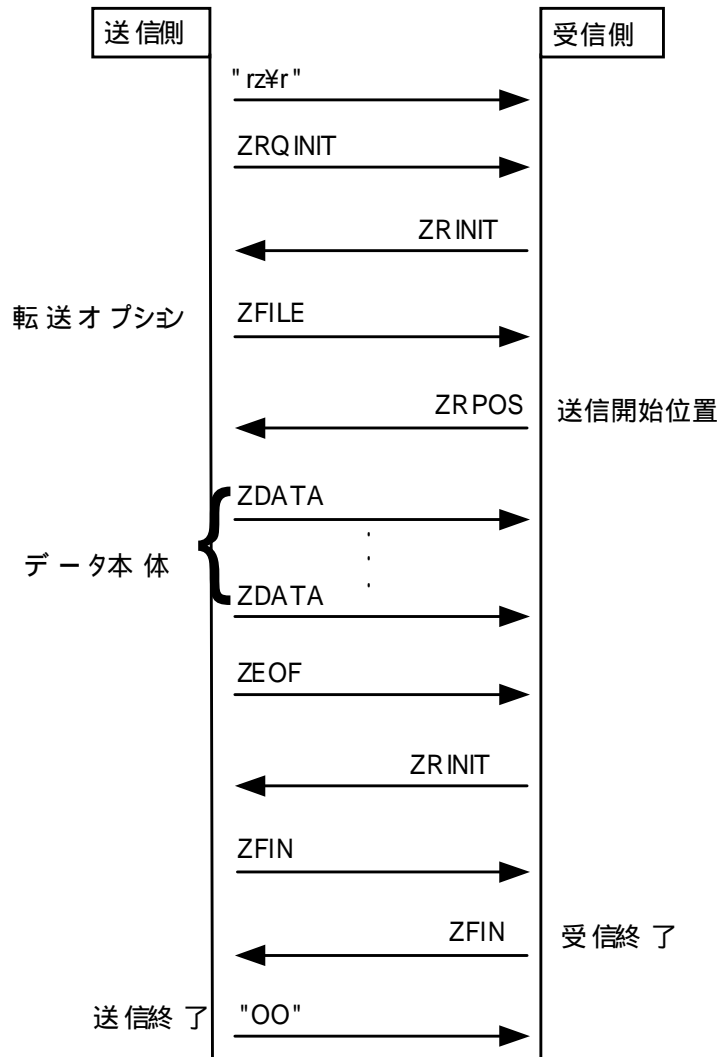 送信側
受信側
"rz¥r"
ZRQINIT
ZRINIT
転送オプション
ZFILE
ZRPOS
送信開始位置
ZDATA
データ本体
ZDATA
ZEOF
ZRINIT
ZFIN
ZFIN
受信終了
送信終了
"OO"